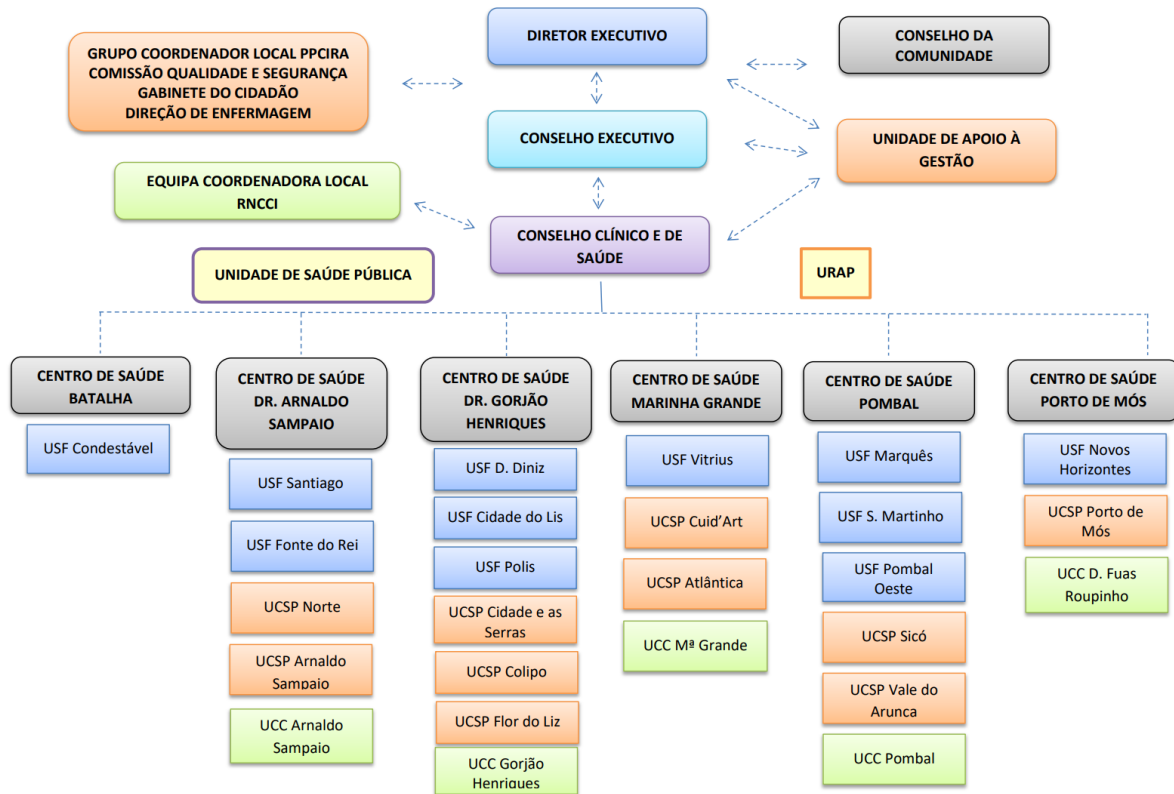 DIRETOR EXECUTIVO
CONSELHO DA
COMUNIDADE
GRUPO COORDENADOR LOCAL PPCIRA
COMISSÃO QUALIDADE E SEGURANÇA
GABINETE DO CIDADÃO
DIREÇÃO DE ENFERMAGEM
CONSELHO EXECUTIVO
UNIDADE DE APOIO À
GESTÃO
EQUIPA COORDENADORA LOCAL
RNCCI
CONSELHO CLÍNICO E DE
SAÚDE
UNIDADE DE SAÚDE PÚBLICA
URAP
CENTRO DE SAÚDE
BATALHA
USF Condestável
CENTRO DE SAÚDE
DR. ARNALDO
SAMPAIO
USF Santiago
USF Fonte do Rei
UCSP Norte
UCSP Arnaldo
Sampaio
UCC Arnaldo
Sampaio
CENTRO DE SAÚDE
DR. GORJÃO
HENRIQUES
USF D. Diniz
USF Cidade do Lis
USF Polis
UCSP Cidade e as
Serras
UCSP Colipo
UCSP Flor do Liz
UCC Gorjão
Henriques
CENTRO DE SAÚDE
MARINHA GRANDE
USF Vitrius
UCSP Cuid’Art
UCSP Atlântica
UCC Mª Grande
CENTRO DE SAÚDE
POMBAL
USF Marquês
USF S. Martinho
USF Pombal
Oeste
UCSP Sicó
UCSP Vale do
Arunca
UCC Pombal
CENTRO DE SAÚDE
PORTO DE MÓS
USF Novos
Horizontes
UCSP Porto de
Mós
UCC D. Fuas
Roupinho